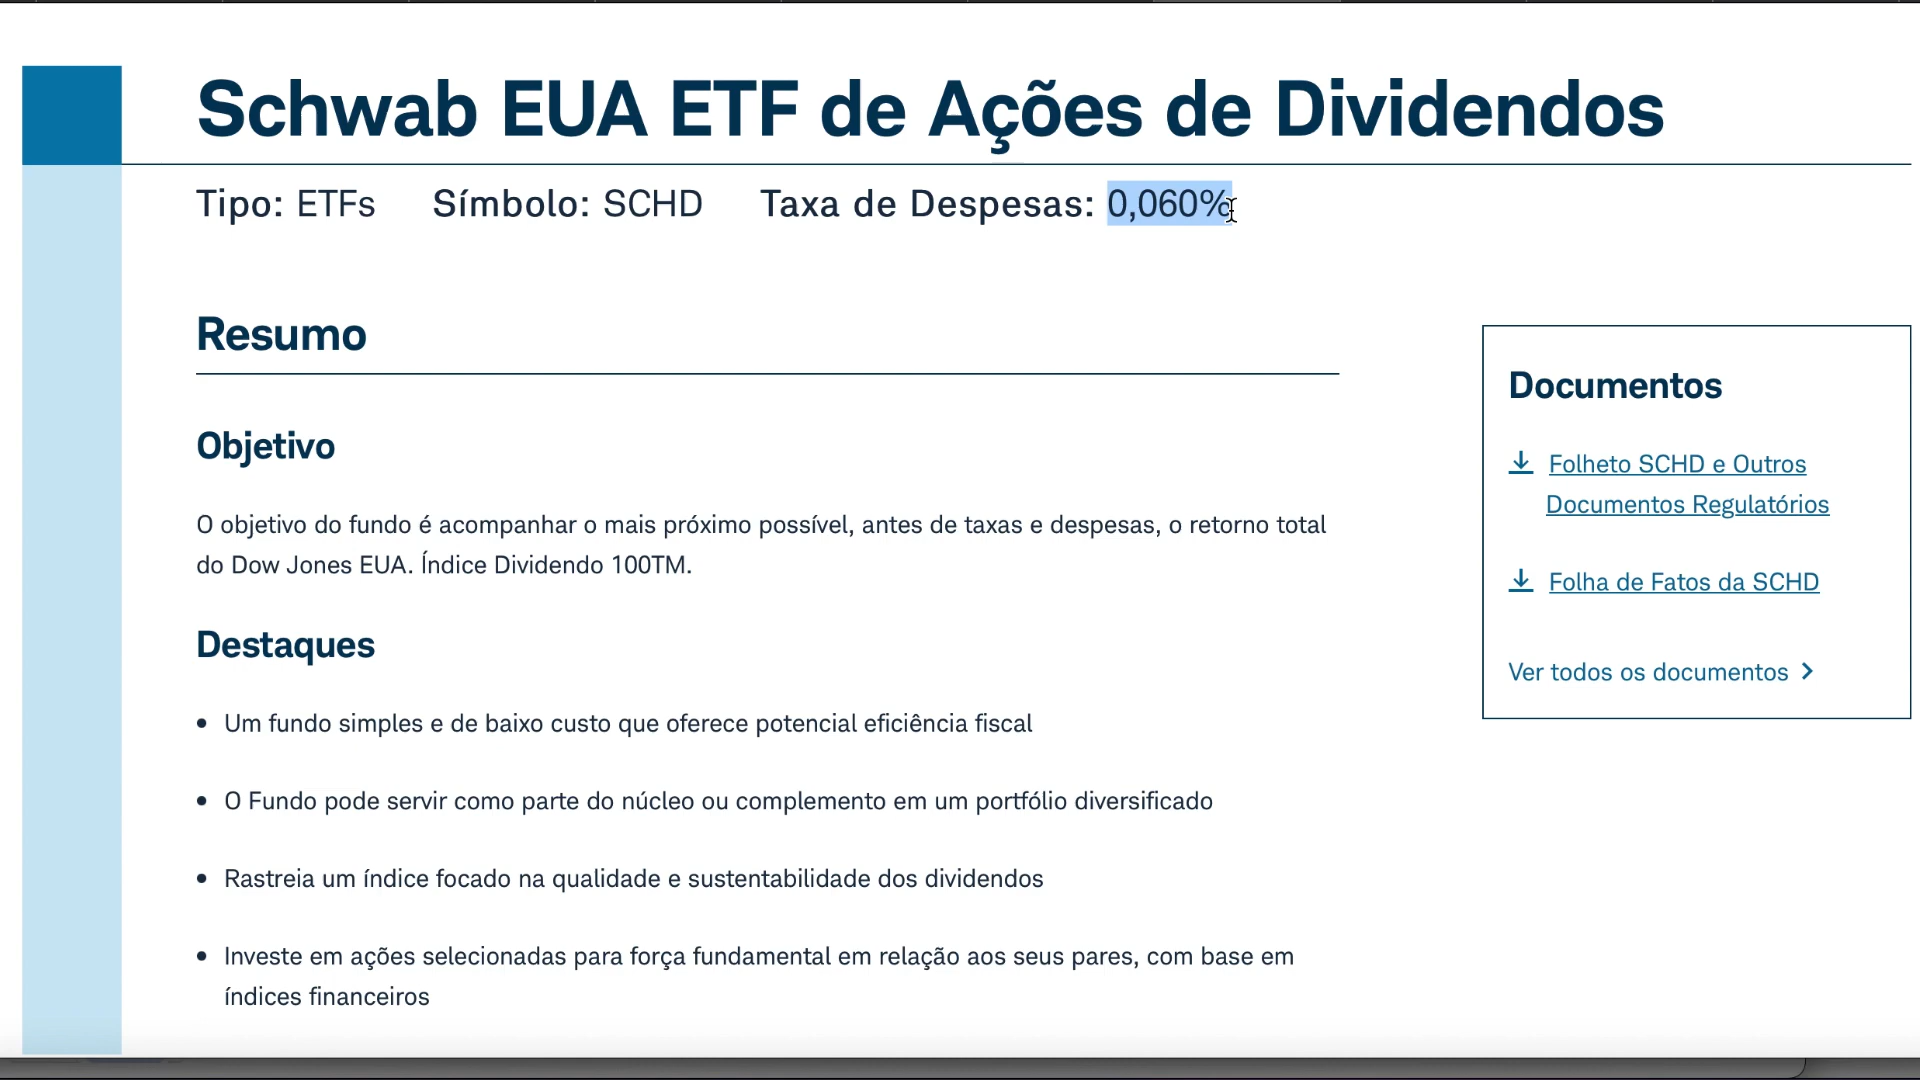 Schwab EUA ETF de Ações de Dividendos
Tipo: ETFs Símbolo: SCHD Taxa de Despesas: 0,060%
Resumo
Objetivo
O objetivo do fundo é acompanhar o mais próximo possível, antes de taxas e despesas, o retorno total
do Dow Jones EUA. Índice Dividendo 100TM.
Destaques
• Um fundo simples e de baixo custo que oferece potencial eficiência fiscal
• O Fundo pode servir como parte do núcleo ou complemento em um portfólio diversificado
• Rastreia um índice focado na qualidade e sustentabilidade dos dividendos
• Investe em ações selecionadas para força fundamental em relação aos seus pares, com base em
índices financeiros
Documentos
Folheto SCHD e Outros
Documentos Regulatórios
Folha de Fatos da SCHD
Ver todos os documentos